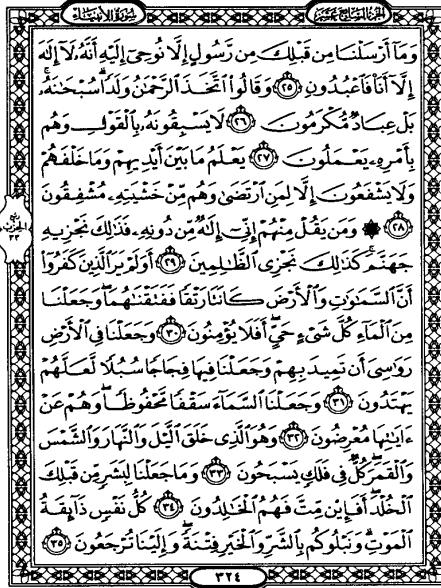 الجزء السابع عشر سورة الأنبياء
وَمَآ أَرْسَلْنَا مِن قَبْلِكَ مِن رَّسُولٍ إِلَّا نُوحِىٓ إِلَيْهِ أَنَّهُۥ لَآ إِلَٰهَ
إِلَّآ أَنَا۠ فَٱعْبُدُونِ ٢٥ وَقَالُوا۟ ٱتَّخَذَ ٱلرَّحْمَٰنُ وَلَدًا ۗ سُبْحَٰنَهُۥ ۚ
بَلْ عِبَادٌ مُّكْرَمُونَ ٢٦ لَا يَسْبِقُونَهُۥ بِٱلْقَوْلِ وَهُم
بِأَمْرِهِۦ يَعْمَلُونَ ٢٧ يَعْلَمُ مَا بَيْنَ أَيْدِيهِمْ وَمَا خَلْفَهُمْ
وَلَا يَشْفَعُونَ إِلَّا لِمَنِ ٱرْتَضَىٰ وَهُم مِّنْ خَشْيَتِهِۦ مُشْفِقُونَ
٢٨ ۞ وَمَن يَقُلْ مِنْهُمْ إِنِّىٓ إِلَٰهٌ مِّن دُونِهِۦ فَذَٰلِكَ نَجْزِيهِ
جَهَنَّمَ ۚ كَذَٰلِكَ نَجْزِى ٱلظَّٰلِمِينَ ٢٩ أَوَلَمْ يَرَ ٱلَّذِينَ كَفَرُوٓا۟
أَنَّ ٱلسَّمَٰوَٰتِ وَٱلْأَرْضَ كَانَتَا رَتْقًا فَفَتَقْنَٰهُمَا ۖ وَجَعَلْنَا
مِنَ ٱلْمَآءِ كُلَّ شَىْءٍ حَىٍّ ۖ أَفَلَا يُؤْمِنُونَ ٣٠ وَجَعَلْنَا فِى ٱلْأَرْضِ
رَوَٰسِىَ أَن تَمِيدَ بِهِمْ وَجَعَلْنَا فِيهَا فِجَاجًا سُبُلًا لَّعَلَّهُمْ
يَهْتَدُونَ ٣١ وَجَعَلْنَا ٱلسَّمَآءَ سَقْفًا مَّحْفُوظًا ۖ وَهُمْ عَنْ
ءَايَٰتِهَا مُعْرِضُونَ ٣٢ وَهُوَ ٱلَّذِى خَلَقَ ٱلَّيْلَ وَٱلنَّهَارَ وَٱلشَّمْسَ
وَٱلْقَمَرَ ۖ كُلٌّ فِى فَلَكٍ يَسْبَحُونَ ٣٣ وَمَا جَعَلْنَا لِبَشَرٍ مِّن قَبْلِكَ
ٱلْخُلْدَ ۖ أَفَإِي۟ن مِّتَّ فَهُمُ ٱلْخَٰلِدُونَ ٣٤ كُلُّ نَفْسٍ ذَآئِقَةُ
ٱلْمَوْتِ ۗ وَنَبْلُوكُم بِٱلشَّرِّ وَٱلْخَيْرِ فِتْنَةً ۖ وَإِلَيْنَا تُرْجَعُونَ ٣٥
ربع
الحزب
٣٣
٣٢٤